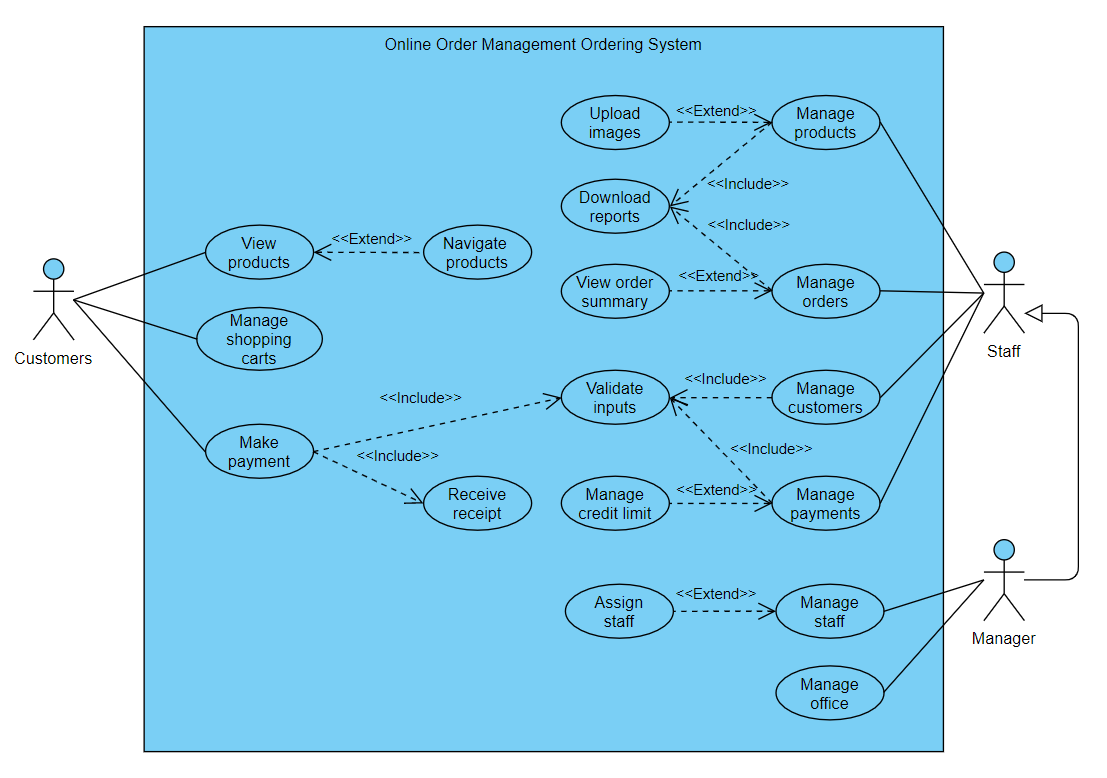 Online Order Management Ordering System
Upload
images
<<Extend>>
Manage
products
<<Include>>
Download
reports
<<Include>>
View
products
<<Extend>>
Navigate
products
View order
summary
<<Extend>>
Manage
orders
Customers
Manage
shopping
carts
Staff
Validate
inputs
<<Include>>
Manage
customers
<<Include>>
Make
payment
<<Include>>
<<Include>>
Receive
receipt
Manage
credit limit
<<Extend>>
Manage
payments
Assign
staff
<<Extend>>
Manage
staff
Manager
Manage
office